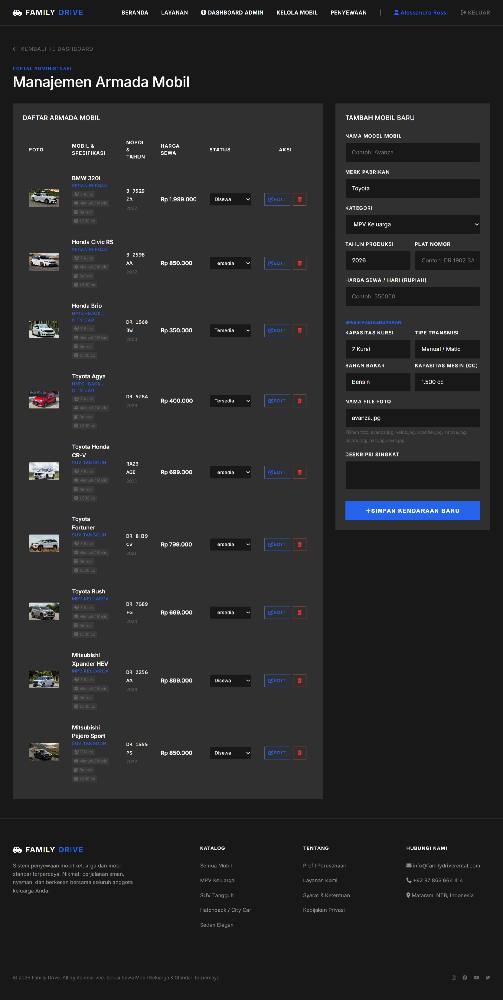 FAMILY DRIVE
BERANDA
LAYANAN
DASHBOARD ADMIN
KELOLA MOBIL
PENYEWAAN
Alessandro Rossi
KELUAR
KEMBALI KE DASHBOARD
PORTAL ADMINISTRASI
Manajemen Armada Mobil
DAFTAR ARMADA MOBIL
FOTO
MOBIL &
SPESIFIKASI
NOPOL
&
TAHUN
HARGA
SEWA
STATUS
AKSI
BMW 320i
SEDAN ELEGAN
7 Kursi
Manual / Matic
Bensin
1.500 cc
B 7529
ZA
2022
Rp 1.999.000
Disewa
EDIT
Honda Civic RS
SEDAN ELEGAN
7 Kursi
Manual / Matic
Bensin
1.500 cc
B 2598
AA
2022
Rp 850.000
Tersedia
EDIT
Honda Brio
HATCHBACK /
CITY CAR
7 Kursi
Manual / Matic
Bensin
1.500 cc
DR 1568
BW
2023
Rp 350.000
Tersedia
EDIT
Toyota Agya
HATCHBACK /
CITY CAR
7 Kursi
Manual / Matic
Bensin
1.500 cc
DR 5Z8A
2023
Rp 400.000
Tersedia
EDIT
Toyota Honda
CR-V
SUV TANGGUH
7 Kursi
Manual / Matic
Bensin
1.500 cc
RA23
AGE
2020
Rp 699.000
Tersedia
EDIT
Toyota
Fortuner
SUV TANGGUH
7 Kursi
Manual / Matic
Bensin
1.500 cc
DR 8HI9
CV
2021
Rp 799.000
Tersedia
EDIT
Toyota Rush
MPV KELUARGA
7 Kursi
Manual / Matic
Bensin
1.500 cc
DR 7689
FG
2024
Rp 699.000
Tersedia
EDIT
Mitsubishi
Xpander HEV
MPV KELUARGA
7 Kursi
Manual / Matic
Bensin
1.500 cc
DR 2256
AA
2024
Rp 899.000
Disewa
EDIT
Mitsubishi
Pajero Sport
SUV TANGGUH
7 Kursi
Manual / Matic
Bensin
1.500 cc
DR 1555
PS
2022
Rp 850.000
Disewa
EDIT
TAMBAH MOBIL BARU
NAMA MODEL MOBIL
Contoh: Avanza
MERK PABRIKAN
Toyota
KATEGORI
MPV Keluarga
TAHUN PRODUKSI
2026
PLAT NOMOR
Contoh: DR 1902 SA
HARGA SEWA / HARI (RUPIAH)
Contoh: 350000
SPESIFIKASI KENDARAAN
KAPASITAS KURSI
7 Kursi
TIPE TRANSMISI
Manual / Matic
BAHAN BAKAR
Bensin
KAPASITAS MESIN (CC)
1.500 cc
NAMA FILE FOTO
avanza.jpg
Pilihan foto: avanza.jpg, veloz.jpg, xpander.jpg, innova.jpg,
pajero.jpg, jazz.jpg, civic.jpg
DESKRIPSI SINGKAT
+SIMPAN KENDARAAN BARU
FAMILY DRIVE
Sistem penyewaan mobil keluarga dan mobil
standar terpercaya. Nikmati perjalanan aman,
nyaman, dan berkesan bersama seluruh anggota
keluarga Anda.
KATALOG
Semua Mobil
MPV Keluarga
SUV Tangguh
Hatchback / City Car
Sedan Elegan
TENTANG
Profil Perusahaan
Layanan Kami
Syarat & Ketentuan
Kebijakan Privasi
HUBUNGI KAMI
info@familydriverental.com
+62 87 863 664 414
Mataram, NTB, Indonesia
© 2026 Family Drive. All rights reserved. Solusi Sewa Mobil Keluarga & Standar Terpercaya.